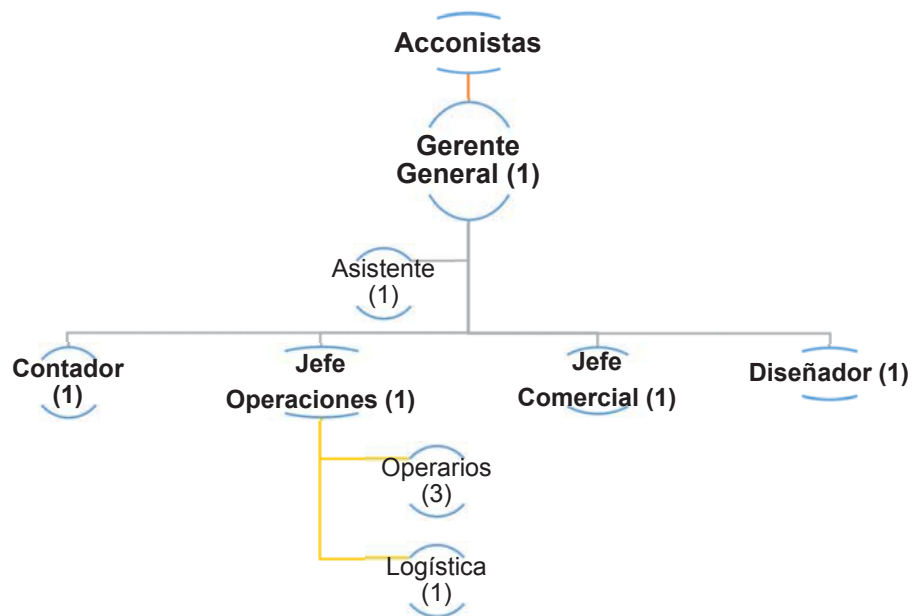 Acconistas
Gerente
General (1)
Asistente
(1)
Contador
(1)
Jefe
Operaciones (1)
Jefe
Comercial (1)
Diseñador (1)
Operarios
(3)
Logística
(1)